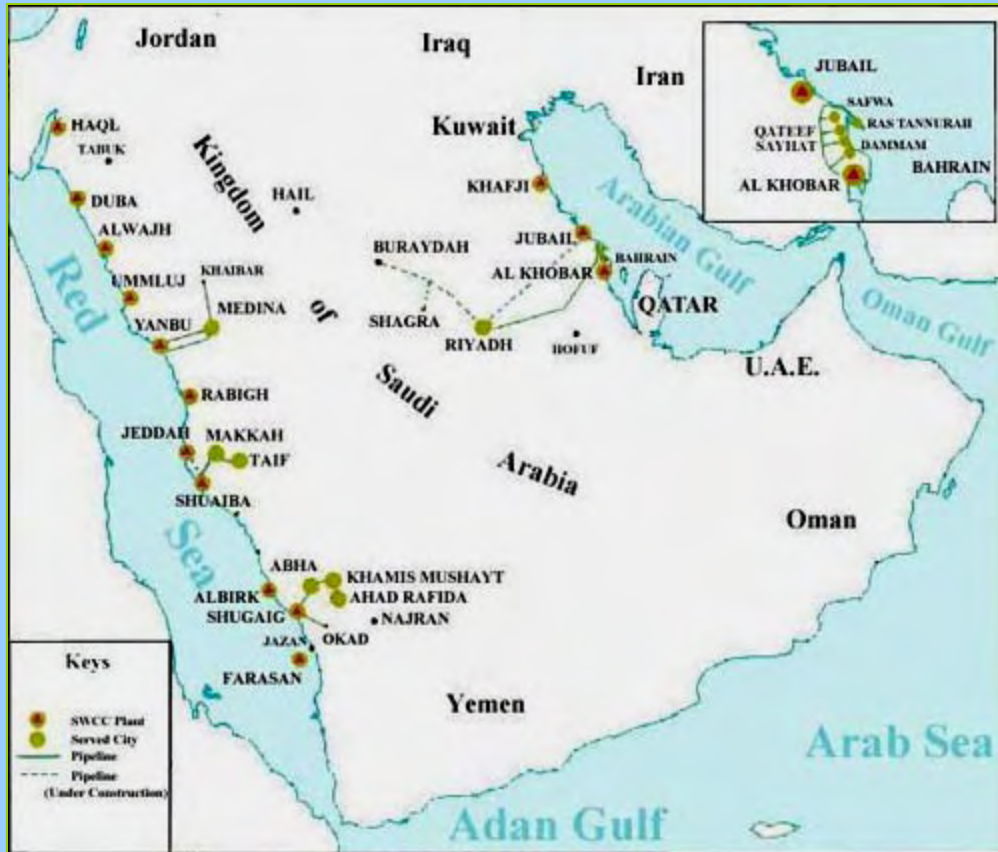 Jordan
Iraq
Iran
Kuwait
HAQL
TABUK
Kingdom
HAIL
KHAFJI
DUBA
ALWAJH
BURAYDAH
JUBAIL
Arabian Gulf
UMMLUJ
KHAIBAR
AL KHOBAR
BAHRAIN
Red
MEDINA
of
SHAGRA
QATAR
Oman Gulf
YANBU
RIYADH
HOFUF
U.A.E.
Saudi
RABIGH
JEDDAH
MAKKAH
TAIF
Arabia
SHUAIBA
Oman
Sea
ABHA
KHAMIS MUSHAYT
ALBIRK
AHAD RAFIDA
SHUGAIG
NAJRAN
JAZAN
OKAD
FARASAN
Yemen
Arab Sea
Adan Gulf
JUBAIL
SAFWA
RAS TANNURAH
QATEEF
SAYHAT
DAMMAM
BAHRAIN
AL KHOBAR
Keys
SWCC Plant
Served City
Pipeline
Pipeline
(Under Construction)